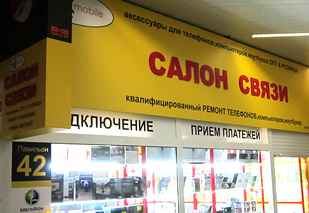 mobile
аксессуары для телефонов,компьютеров,ноутбуков ОПТ & РОЗНИЦА
САЛОН СВЯЗИ
квалифицированный РЕМОНТ ТЕЛЕФОНОВ,компьютеров,ноутбуков
САЛОН
СВЯЗИ
ПОДКЛЮЧЕНИЕ
ПРИЕМ ПЛАТЕЖЕЙ
Павильон
42
МегаФон